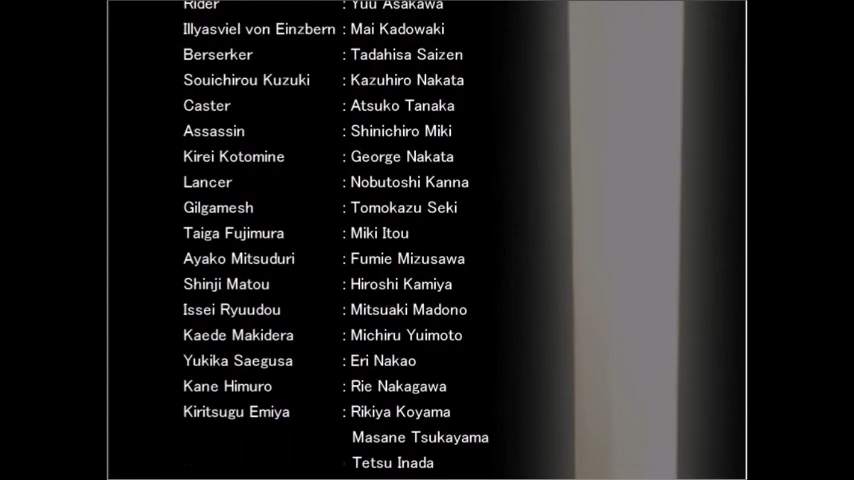 Rider : Yuu Asakawa
Illyasviel von Einzbern : Mai Kadowaki
Berserker : Tadahisa Saizen
Souichirou Kuzuki : Kazuhiro Nakata
Caster : Atsuko Tanaka
Assassin : Shinichiro Miki
Kirei Kotomine : George Nakata
Lancer : Nobutoshi Kanna
Gilgamesh : Tomokazu Seki
Taiga Fujimura : Miki Itou
Ayako Mitsuduri : Fumie Mizusawa
Shinji Matou : Hiroshi Kamiya
Issei Ryuudou : Mitsuaki Madono
Kaede Makidera : Michiru Yuimoto
Yukika Saegusa : Eri Nakao
Kane Himuro : Rie Nakagawa
Kiritsugu Emiya : Rikiya Koyama
Masane Tsukayama
Tetsu Inada